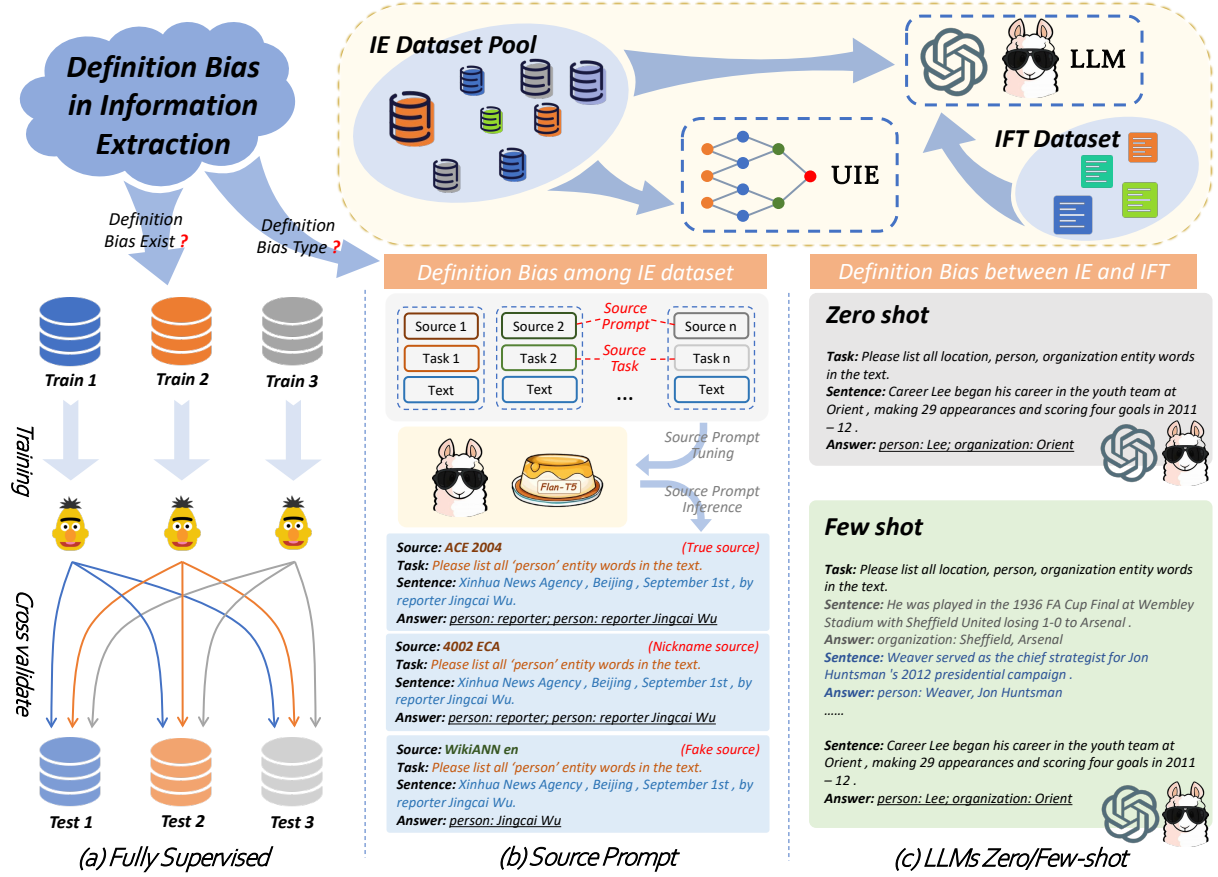 Definition Bias
in Information
Extraction
IE Dataset Pool
LLM
IFT Dataset
UIE
Definition
Bias Exist ?
Definition
Bias Type ?
Train 1
Train 2
Train 3
Training
Cross validate
Test 1
Test 2
Test 3
(a) Fully Supervised
Definition Bias among IE dataset
Source 1
Source 2
Source
Prompt
Source n
Task 1
Task 2
Source
Task
Task n
Text
Text
...
Text
Source Prompt
Tuning
Flan-T5
Source Prompt
Inference
Source: ACE 2004 (True source)
Task: Please list all ‘person’ entity words in the text.
Sentence: Xinhua News Agency , Beijing , September 1st , by
reporter Jingcai Wu.
Answer: person: reporter; person: reporter Jingcai Wu
Source: 4002 ECA (Nickname source)
Task: Please list all ‘person’ entity words in the text.
Sentence: Xinhua News Agency , Beijing , September 1st , by
reporter Jingcai Wu.
Answer: person: reporter; person: reporter Jingcai Wu
Source: WikiANN en (Fake source)
Task: Please list all ‘person’ entity words in the text.
Sentence: Xinhua News Agency , Beijing , September 1st , by
reporter Jingcai Wu.
Answer: person: Jingcai Wu
(b) Source Prompt
Definition Bias between IE and IFT
Zero shot
Task: Please list all location, person, organization entity words
in the text.
Sentence: Career Lee began his career in the youth team at
Orient , making 29 appearances and scoring four goals in 2011
– 12 .
Answer: person: Lee; organization: Orient
Few shot
Task: Please list all location, person, organization entity words
in the text.
Sentence: He was played in the 1936 FA Cup Final at Wembley
Stadium with Sheffield United losing 1-0 to Arsenal .
Answer: organization: Sheffield, Arsenal
Sentence: Weaver served as the chief strategist for Jon
Huntsman 's 2012 presidential campaign .
Answer: person: Weaver, Jon Huntsman
......
Sentence: Career Lee began his career in the youth team at
Orient , making 29 appearances and scoring four goals in 2011
– 12 .
Answer: person: Lee; organization: Orient
(c) LLMs Zero/Few-shot